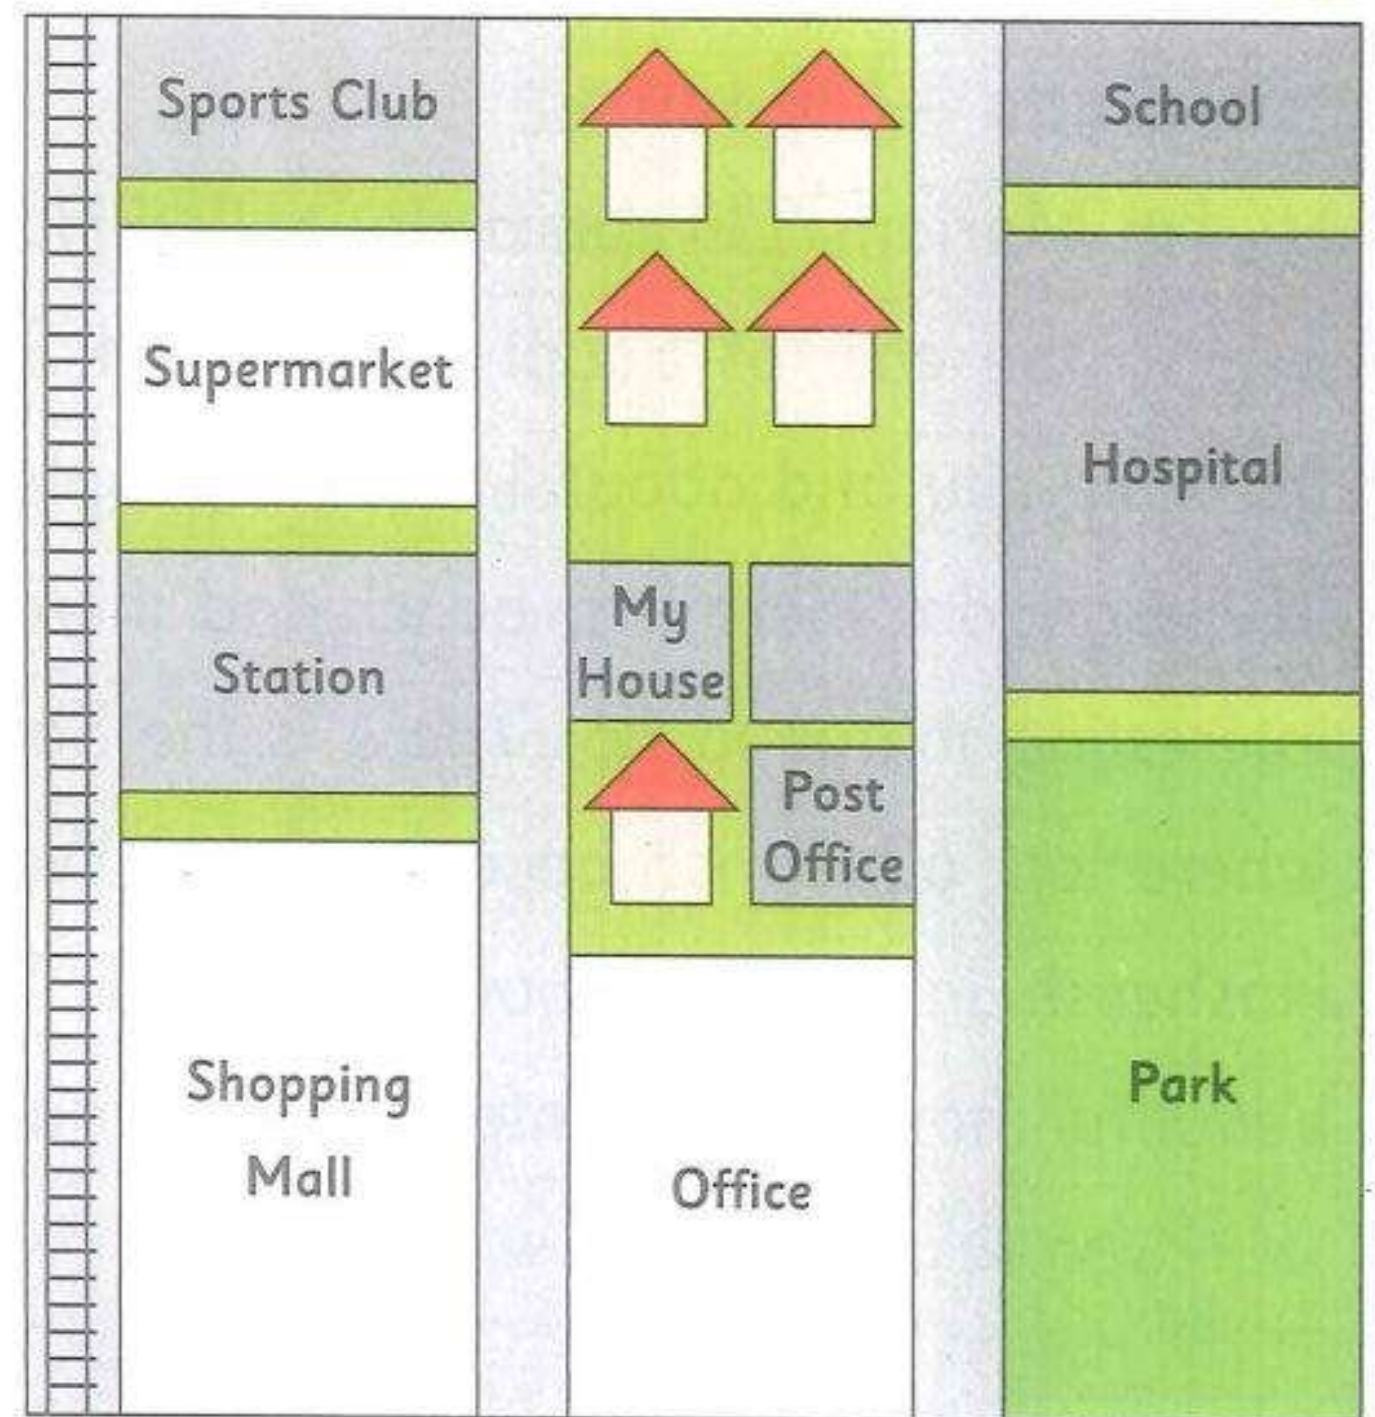 Sports Club
School
Supermarket
Hospital
My
House
Station
Post
Office
Shopping
Mall
Park
Office